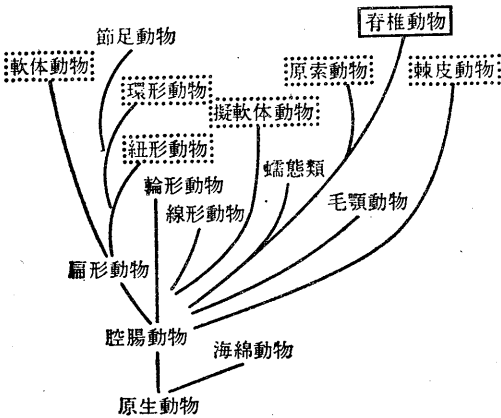 脊椎動物
節足動物
軟体動物
原索動物
棘皮動物
環形動物
擬軟体動物
紐形動物
蠕態類
輪形動物
毛顎動物
線形動物
扁形動物
腔腸動物
海綿動物
原生動物